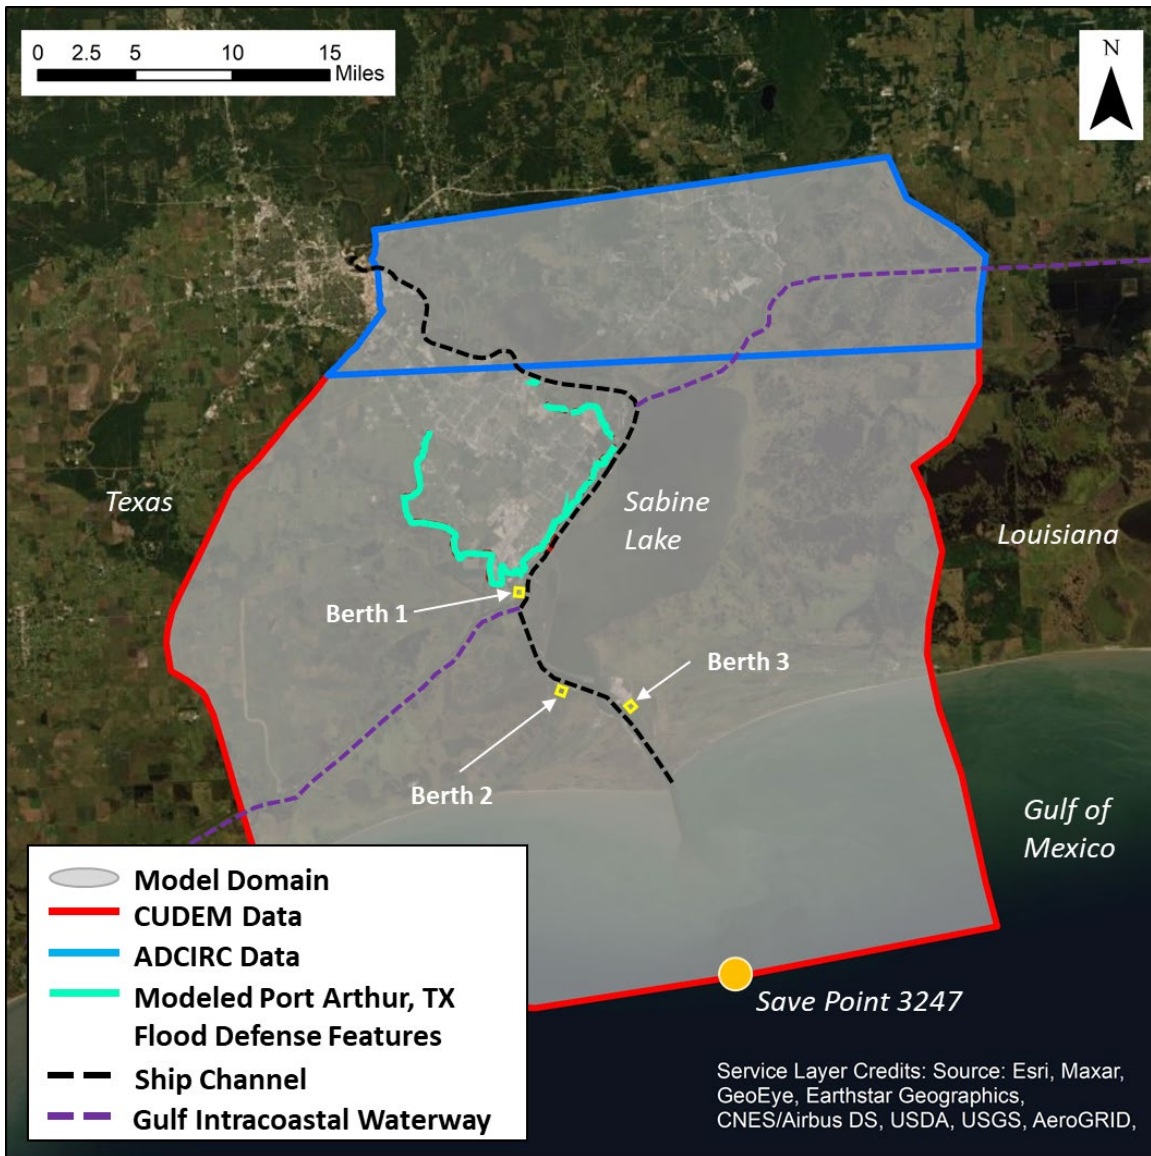 0 2.5 5 10 15
Miles
N
Texas
Sabine
Lake
Louisiana
Berth 1
Berth 3
Berth 2
Gulf of
Mexico
Model Domain
CUDEM Data
ADCIRC Data
Modeled Port Arthur, TX
Flood Defense Features
Ship Channel
Gulf Intracoastal Waterway
Save Point 3247
Service Layer Credits: Source: Esri, Maxar,
GeoEye, Earthstar Geographics,
CNES/Airbus DS, USDA, USGS, AeroGRID,